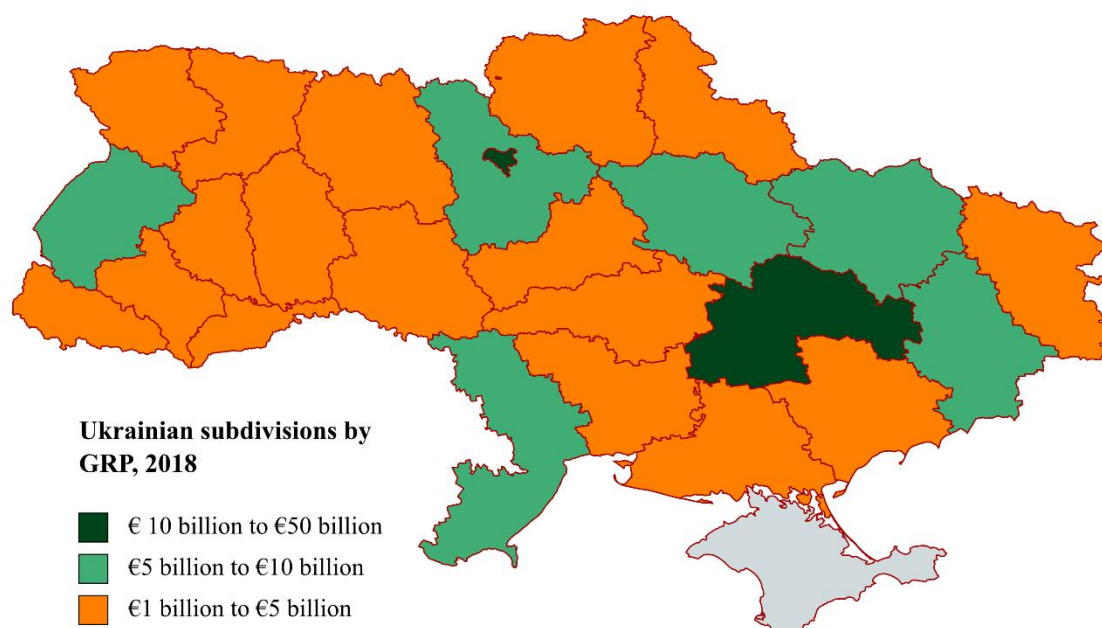 Ukrainian subdivisions by
GRP, 2018
€ 10 billion to €50 billion
€5 billion to €10 billion
€1 billion to €5 billion